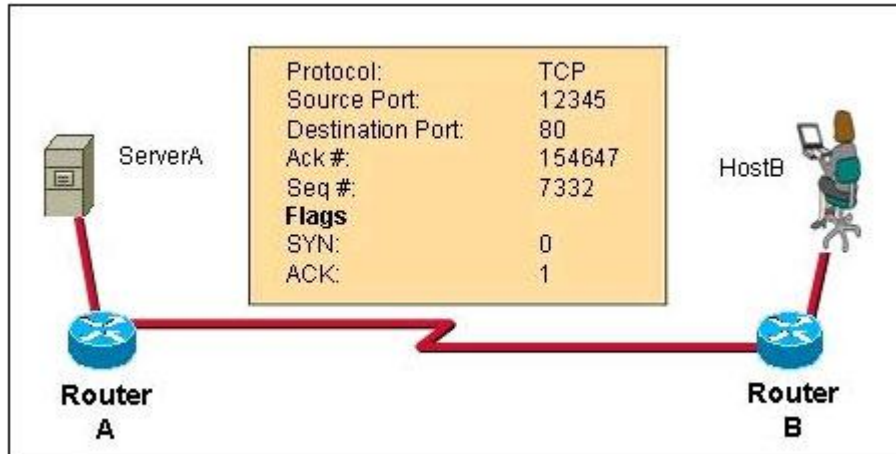 Protocol: TCP
Source Port: 12345
Destination Port: 80
Ack #: 154647
Seq #: 7332
Flags
SYN: 0
ACK: 1
ServerA
HostB
Router
A
Router
B